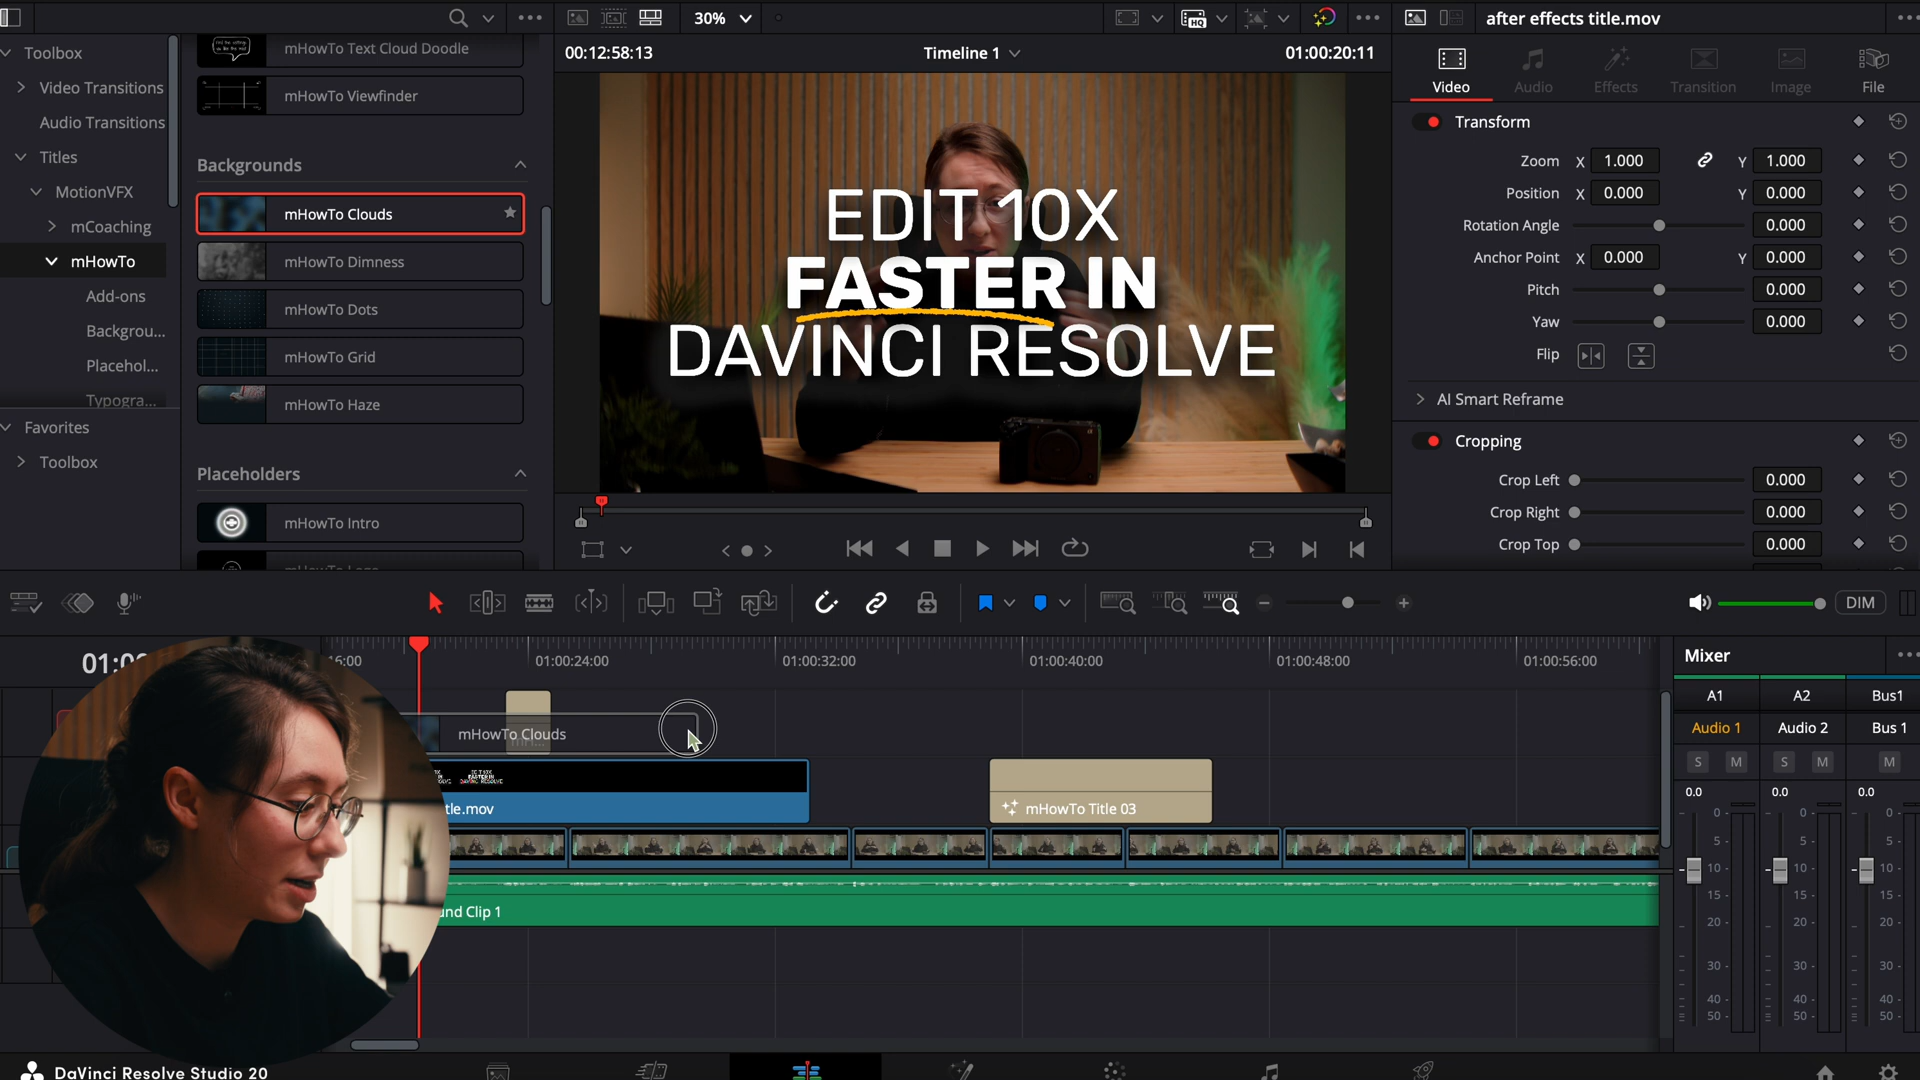 30%
after effects title.mov
Toolbox
mHowTo Text Cloud Doodle
00:12:58:13
Timeline 1
01:00:20:11
Video Transitions
mHowTo Viewfinder
Video
Audio
Effects
Transition
Image
File
Audio Transitions
Transform
Titles
Backgrounds
Zoom X 1.000 Y 1.000
MotionVFX
mHowTo Clouds
Position X 0.000 Y 0.000
mCoaching
Rotation Angle 0.000
mHowTo
mHowTo Dimness
Anchor Point X 0.000 Y 0.000
Add-ons
Pitch 0.000
Backgrou...
mHowTo Dots
Yaw 0.000
Placehol...
mHowTo Grid
Flip
Typogra...
mHowTo Haze
AI Smart Reframe
Favorites
Cropping
Toolbox
Placeholders
Crop Left 0.000
mHowTo Intro
Crop Right 0.000
Crop Top 0.000
EDIT 10X
FASTER IN
DAVINCI RESOLVE
DIM
01:00:24:00
01:00:32:00
01:00:40:00
01:00:48:00
01:00:56:00
Mixer
A1
A2
Bus1
Audio 1
Audio 2
Bus 1
mHowTo Clouds
S M S M M
0.0 0.0 0.0
EDIT 10X
FASTER IN
DAVINCI RESOLVE
tle.mov
mHowTo Title 03
0 0 0
5 5 5
10 10 10
15 15 15
20 20 20
30 30 30
40 40 40
50 50 50
und Clip 1
DaVinci Resolve Studio 20